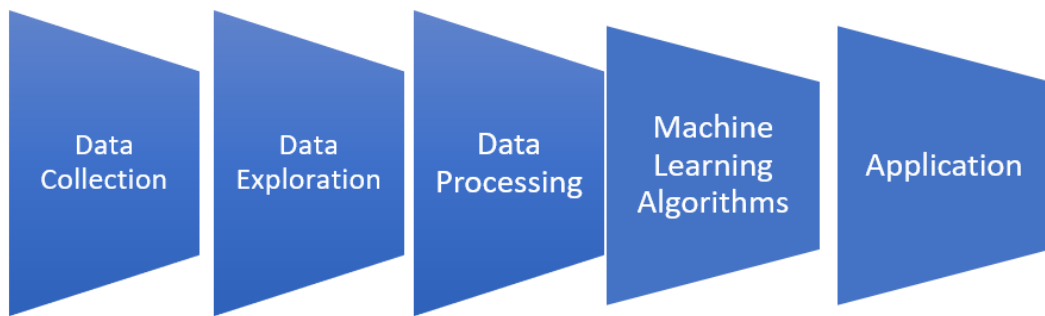 Data
Collection
Data
Exploration
Data
Processing
Machine
Learning
Algorithms
Application